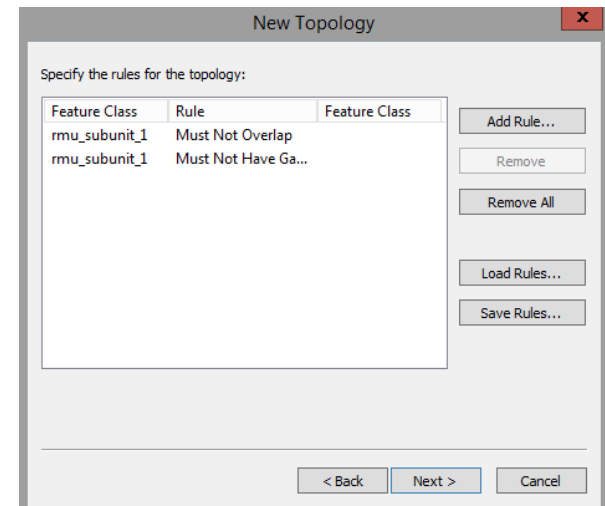 New Topology
x
Specify the rules for the topology:
Feature Class Rule Feature Class
rmu_subunit_1 Must Not Overlap
rmu_subunit_1 Must Not Have Ga...
Add Rule...
Remove
Remove All
Load Rules...
Save Rules...
< Back Next > Cancel